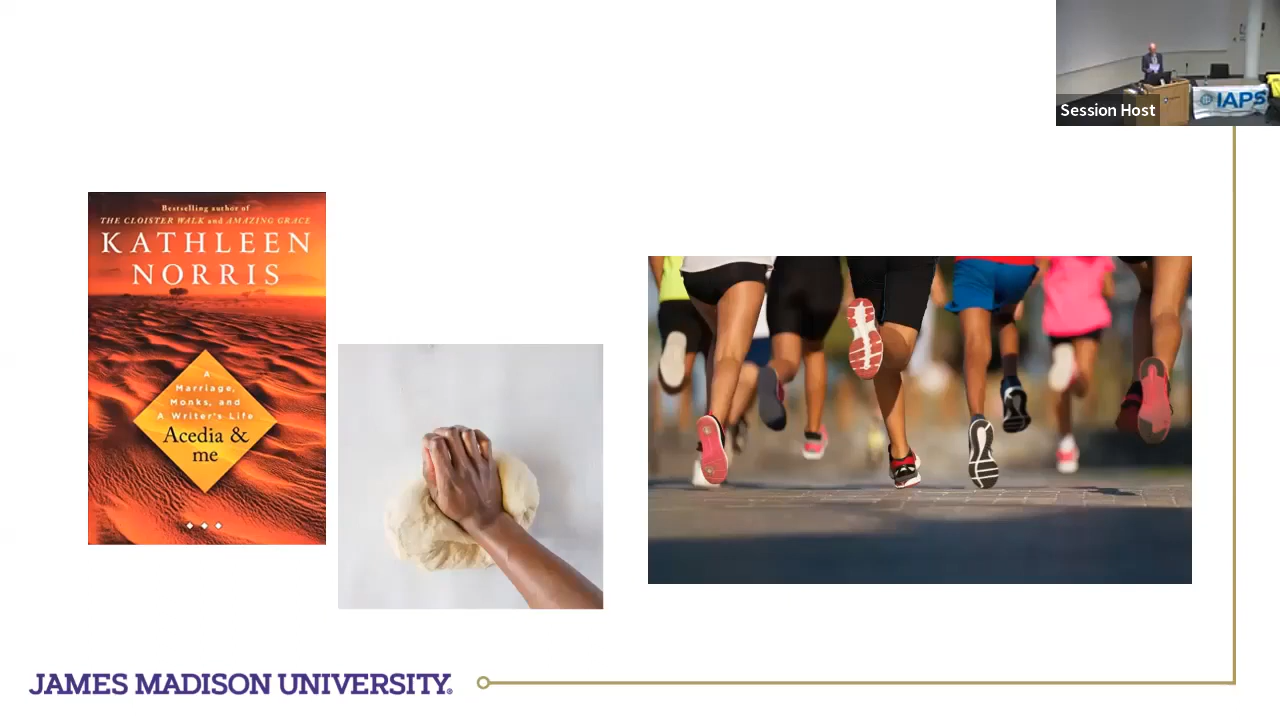 Session Host
IAPS
Bestselling author of
THE CLOISTER WALK and AMAZING GRACE
KATHLEEN
NORRIS
A
Marriage,
Monks, and
A Writer's Life
Acedia &
me
JAMES MADISON UNIVERSITY®